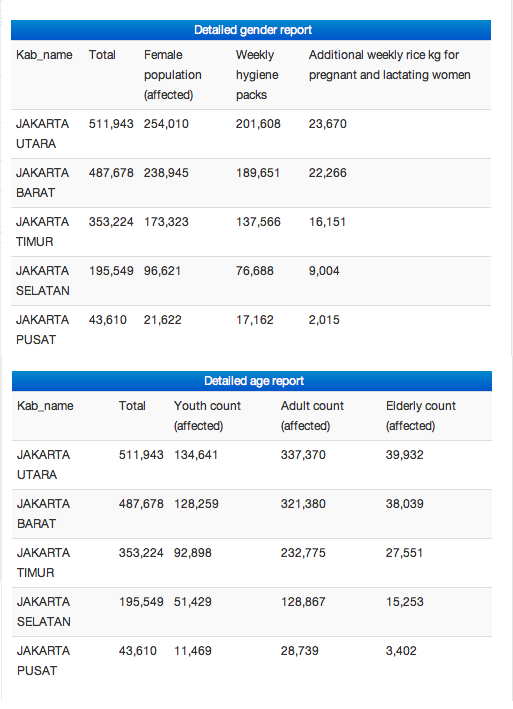 Detailed gender report
Kab_name Total Female population (affected) Weekly hygiene packs Additional weekly rice kg for pregnant and lactating women
JAKARTA UTARA 511,943 254,010 201,608 23,670
JAKARTA BARAT 487,678 238,945 189,651 22,266
JAKARTA TIMUR 353,224 173,323 137,566 16,151
JAKARTA SELATAN 195,549 96,621 76,688 9,004
JAKARTA PUSAT 43,610 21,622 17,162 2,015
Detailed age report
Kab_name Total Youth count (affected) Adult count (affected) Elderly count (affected)
JAKARTA UTARA 511,943 134,641 337,370 39,932
JAKARTA BARAT 487,678 128,259 321,380 38,039
JAKARTA TIMUR 353,224 92,898 232,775 27,551
JAKARTA SELATAN 195,549 51,429 128,867 15,253
JAKARTA PUSAT 43,610 11,469 28,739 3,402